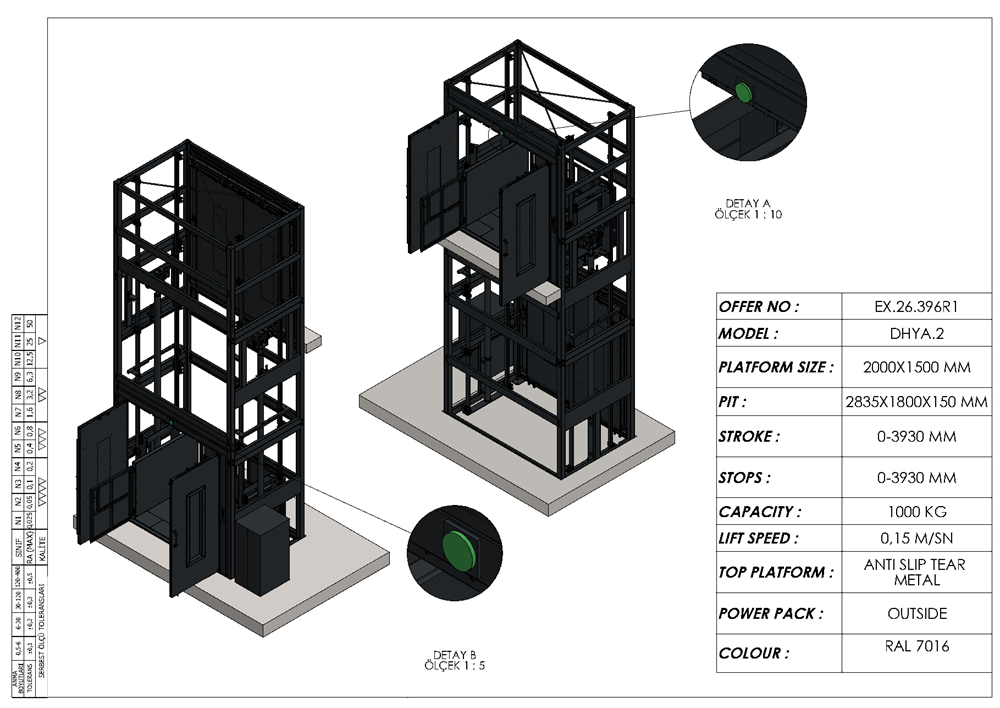 DETAY A
ÖLÇEK 1 : 10
DETAY B
ÖLÇEK 1 : 5
OFFER NO : EX.26.396R1
MODEL : DHYA.2
PLATFORM SIZE : 2000X1500 MM
PIT : 2835X1800X150 MM
STROKE : 0-3930 MM
STOPS : 0-3930 MM
CAPACITY : 1000 KG
LIFT SPEED : 0,15 M/SN
TOP PLATFORM : ANTI SLIP TEAR
METAL
POWER PACK : OUTSIDE
COLOUR : RAL 7016
ANMA
BOYUTLARI 0,5-6 6-30 30-120 120-400
TOLERANS ±0,1 ±0,2 ±0,3 ±0,5
SERBEST ÖLÇÜ TOLERANSLARI
SINIF N1 N2 N3 N4 N5 N6 N7 N8 N9 N10 N11 N12
RA (MAX) 0,025 0,05 0,1 0,2 0,4 0,8 1,6 3,2 6,3 12,5 25 50
KALİTE